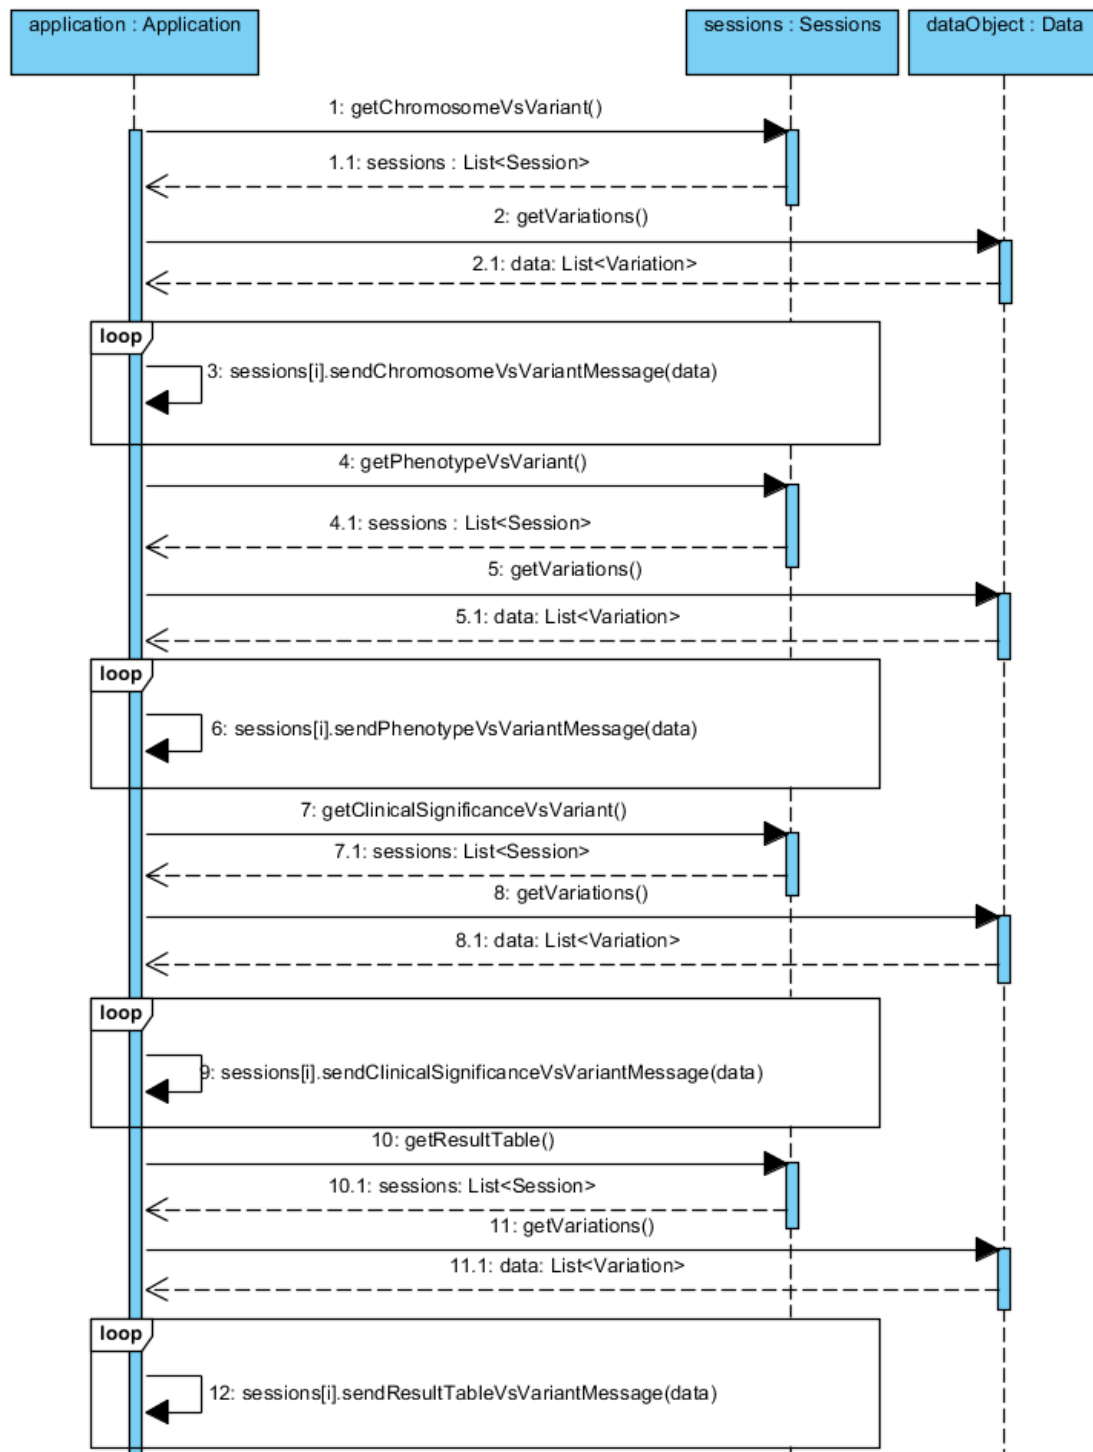 application : Application
sessions : Sessions
dataObject : Data
1: getChromosomeVsVariant()
1.1: sessions : List<Session>
2: getVariations()
2.1: data: List<Variation>
loop
3: sessions[i].sendChromosomeVsVariantMessage(data)
4: getPhenotypeVsVariant()
4.1: sessions : List<Session>
5: getVariations()
5.1: data: List<Variation>
loop
6: sessions[i].sendPhenotypeVsVariantMessage(data)
7: getClinicalSignificanceVsVariant()
7.1: sessions: List<Session>
8: getVariations()
8.1: data: List<Variation>
loop
9: sessions[i].sendClinicalSignificanceVsVariantMessage(data)
10: getResultTable()
10.1: sessions: List<Session>
11: getVariations()
11.1: data: List<Variation>
loop
12: sessions[i].sendResultTableVsVariantMessage(data)